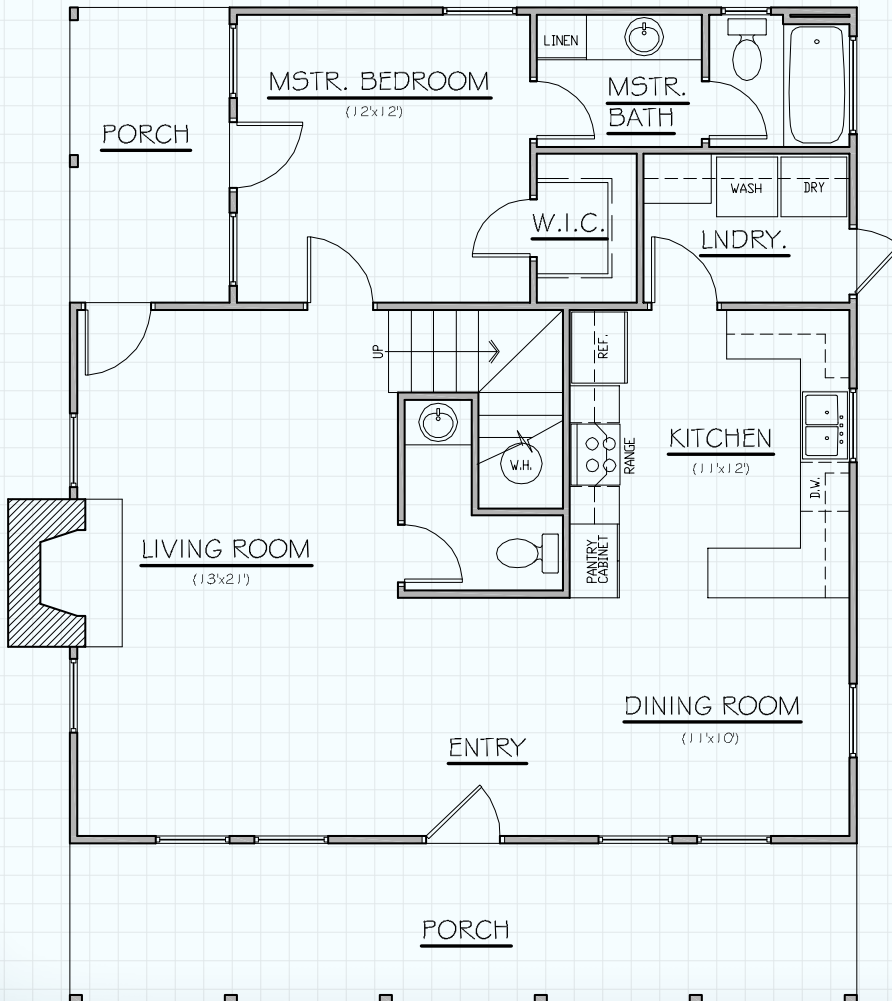 LINEN
MSTR. BEDROOM
(12'x12')
MSTR.
BATH
PORCH
WASH
DRY
W.I.C.
LNDRY.
UP
REF.
KITCHEN
(11'x12')
RANGE
W.H.
D.W.
LIVING ROOM
(13'x21')
PANTRY
CABINET
DINING ROOM
(11'x10')
ENTRY
PORCH